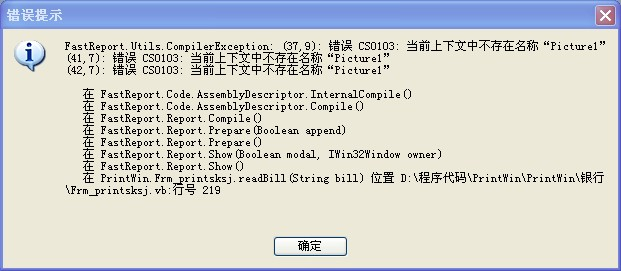 错误提示
FastReport.Utils.CompilerException: (37,9): 错误 CS0103: 当前上下文中不存在名称“Picture1”
(41,7): 错误 CS0103: 当前上下文中不存在名称“Picture1”
(42,7): 错误 CS0103: 当前上下文中不存在名称“Picture1”
在 FastReport.Code.AssemblyDescriptor.InternalCompile()
在 FastReport.Code.AssemblyDescriptor.Compile()
在 FastReport.Report.Compile()
在 FastReport.Report.Prepare(Boolean append)
在 FastReport.Report.Prepare()
在 FastReport.Report.Show(Boolean modal, IWin32Window owner)
在 FastReport.Report.Show()
在 PrintWin.Frm_printsksj.readBill(String bill) 位置 D:\程序代码\PrintWin\PrintWin\银行
\Frm_printsksj.vb:行号 219
确定